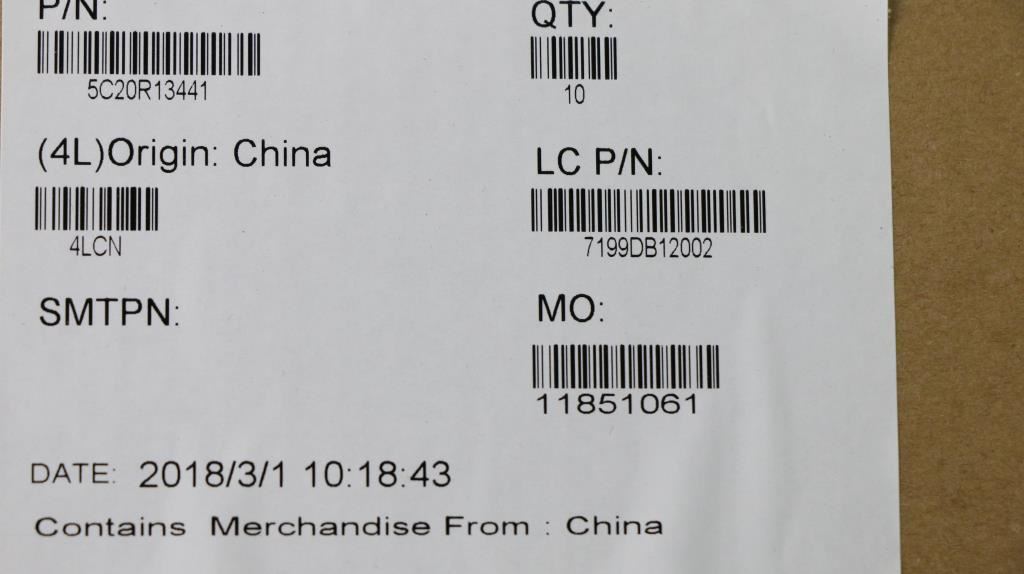 P/N:
QTY:
5C20R13441
10
(4L)Origin: China
LC P/N:
4LCN
7199DB12002
SMTPN:
MO:
11851061
DATE: 2018/3/1 10:18:43
Contains Merchandise From : China